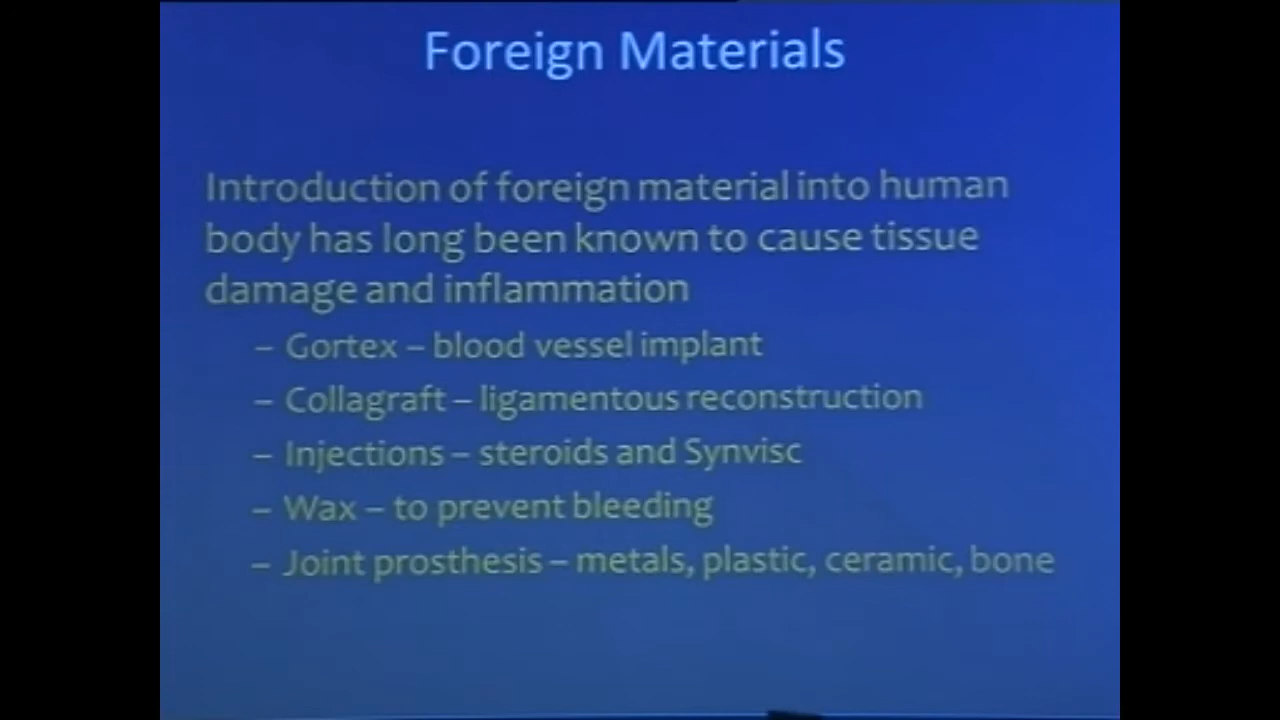 Foreign Materials
Introduction of foreign material into human
body has long been known to cause tissue
damage and inflammation
– Gortex – blood vessel implant
– Collagraft – ligamentous reconstruction
– Injections – steroids and Synvisc
– Wax – to prevent bleeding
– Joint prosthesis – metals, plastic, ceramic, bone